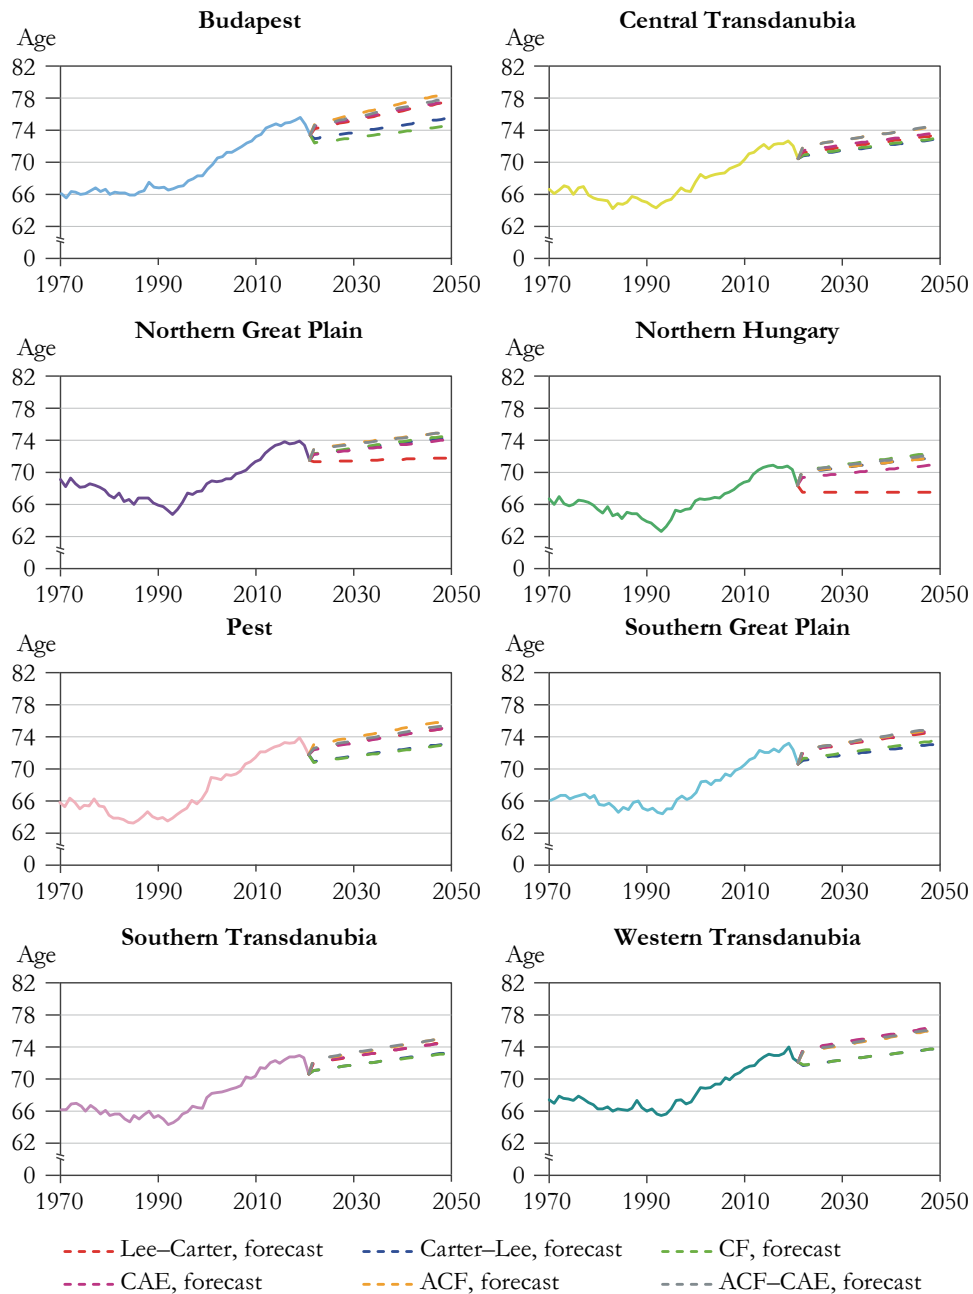 Budapest
Central Transdanubia
Age
Age
82
78
74
70
66
62
0
1970 1990 2010 2030 2050
82
78
74
70
66
62
0
1970 1990 2010 2030 2050
Northern Great Plain
Northern Hungary
Age
Age
82
78
74
70
66
62
0
1970 1990 2010 2030 2050
82
78
74
70
66
62
0
1970 1990 2010 2030 2050
Pest
Southern Great Plain
Age
Age
82
78
74
70
66
62
0
1970 1990 2010 2030 2050
82
78
74
70
66
62
0
1970 1990 2010 2030 2050
Southern Transdanubia
Western Transdanubia
Age
Age
82
78
74
70
66
62
0
1970 1990 2010 2030 2050
82
78
74
70
66
62
0
1970 1990 2010 2030 2050
Lee–Carter, forecast Carter–Lee, forecast CF, forecast
CAE, forecast ACF, forecast ACF–CAE, forecast